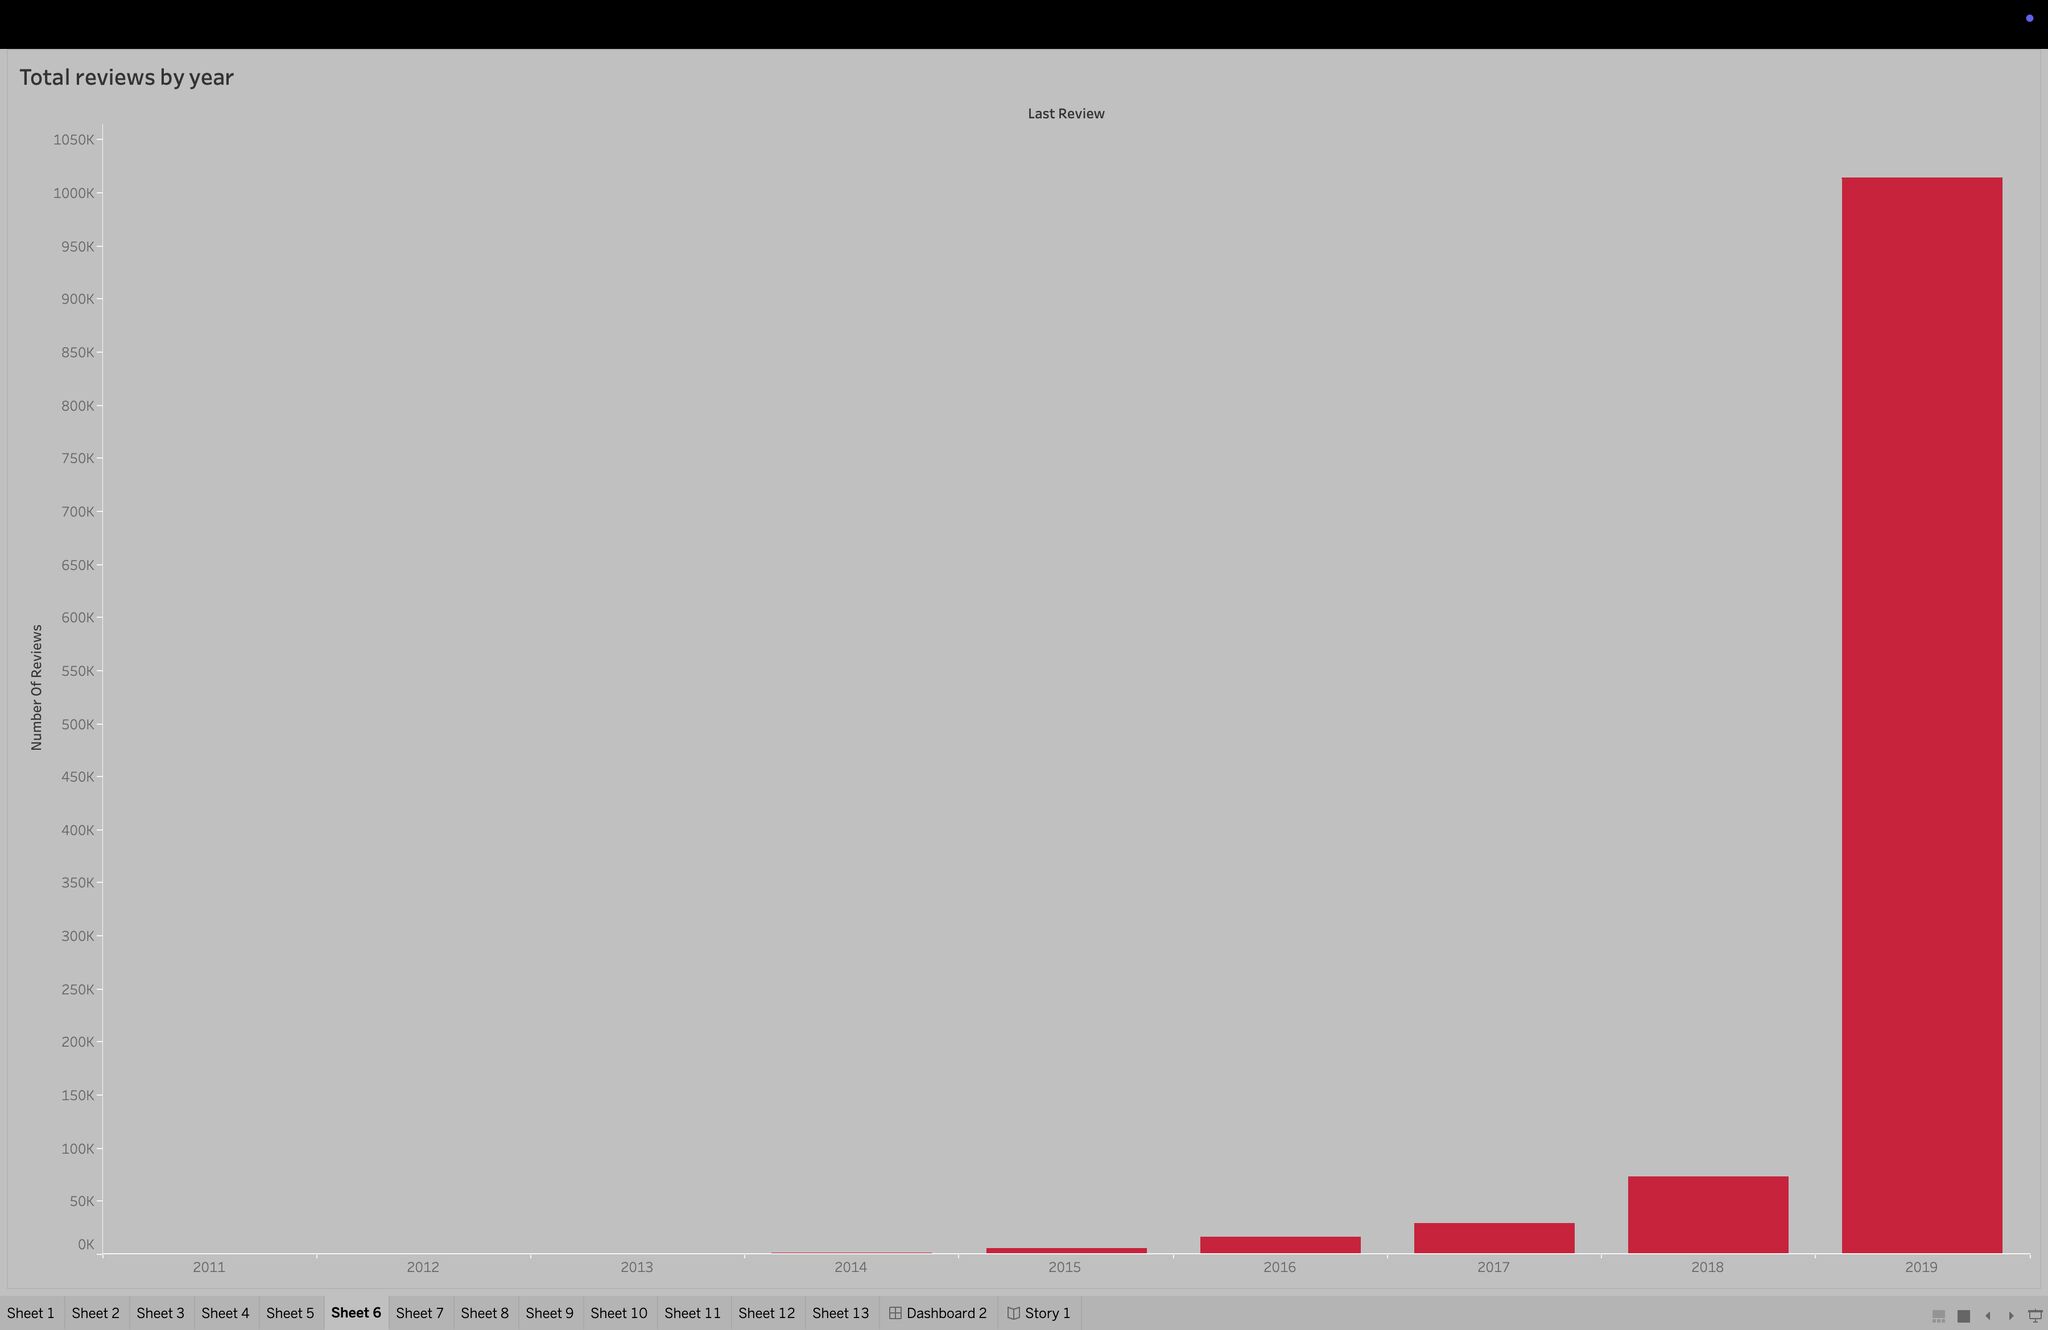 Total reviews by year
Last Review
1050K
1000K
950K
900K
850K
800K
750K
700K
650K
600K
550K
500K
450K
400K
350K
300K
250K
200K
150K
100K
50K
0K
Number Of Reviews
2011 2012 2013 2014 2015 2016 2017 2018 2019
Sheet 1 Sheet 2 Sheet 3 Sheet 4 Sheet 5 Sheet 6 Sheet 7 Sheet 8 Sheet 9 Sheet 10 Sheet 11 Sheet 12 Sheet 13 Dashboard 2 Story 1